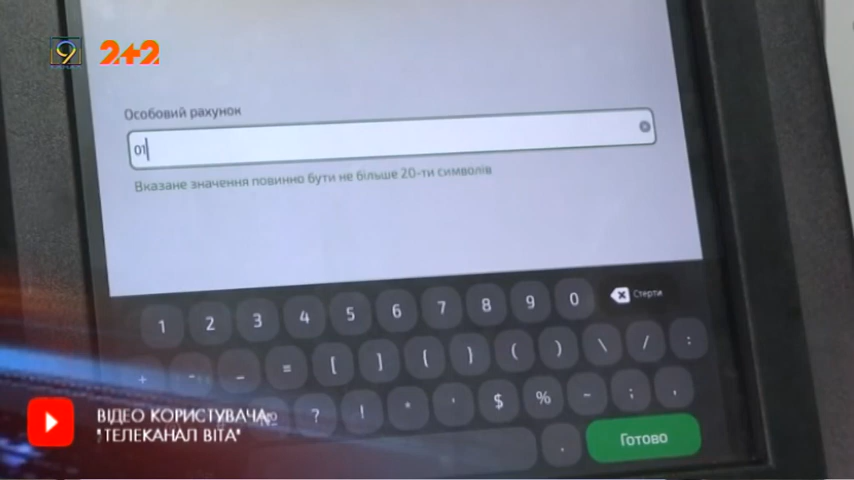 9 2+2
Особовий рахунок
01
Вказане значення повинно бути не більше 20-ти символів
1 2 3 4 5 6 7 8 9 0 Стерти
+ _ = [ ] { } ( ) \ / :
№ ? ! * ' $ % ~ ; ,
. Готово
ВІДЕО КОРИСТУВАЧА:
"ТЕЛЕКАНАЛ ВІТА"